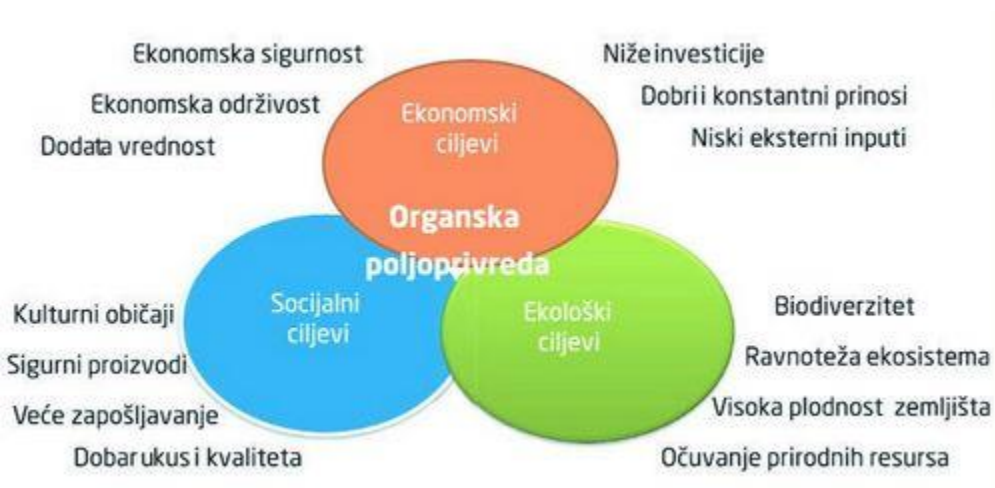 Ekonomska sigurnost
Ekonomska održivost
Dodata vrednost
Niže investicije
Dobri i konstantni prinosi
Niski eksterni inputi
Ekonomski
ciljevi
Organska
poljoprivreda
Socijalni
ciljevi
Ekološki
ciljevi
Kulturni običaji
Sigurni proizvodi
Veće zapošljavanje
Dobar ukus i kvaliteta
Biodiverzitet
Ravnoteža ekosistema
Visoka plodnost zemljišta
Očuvanje prirodnih resursa